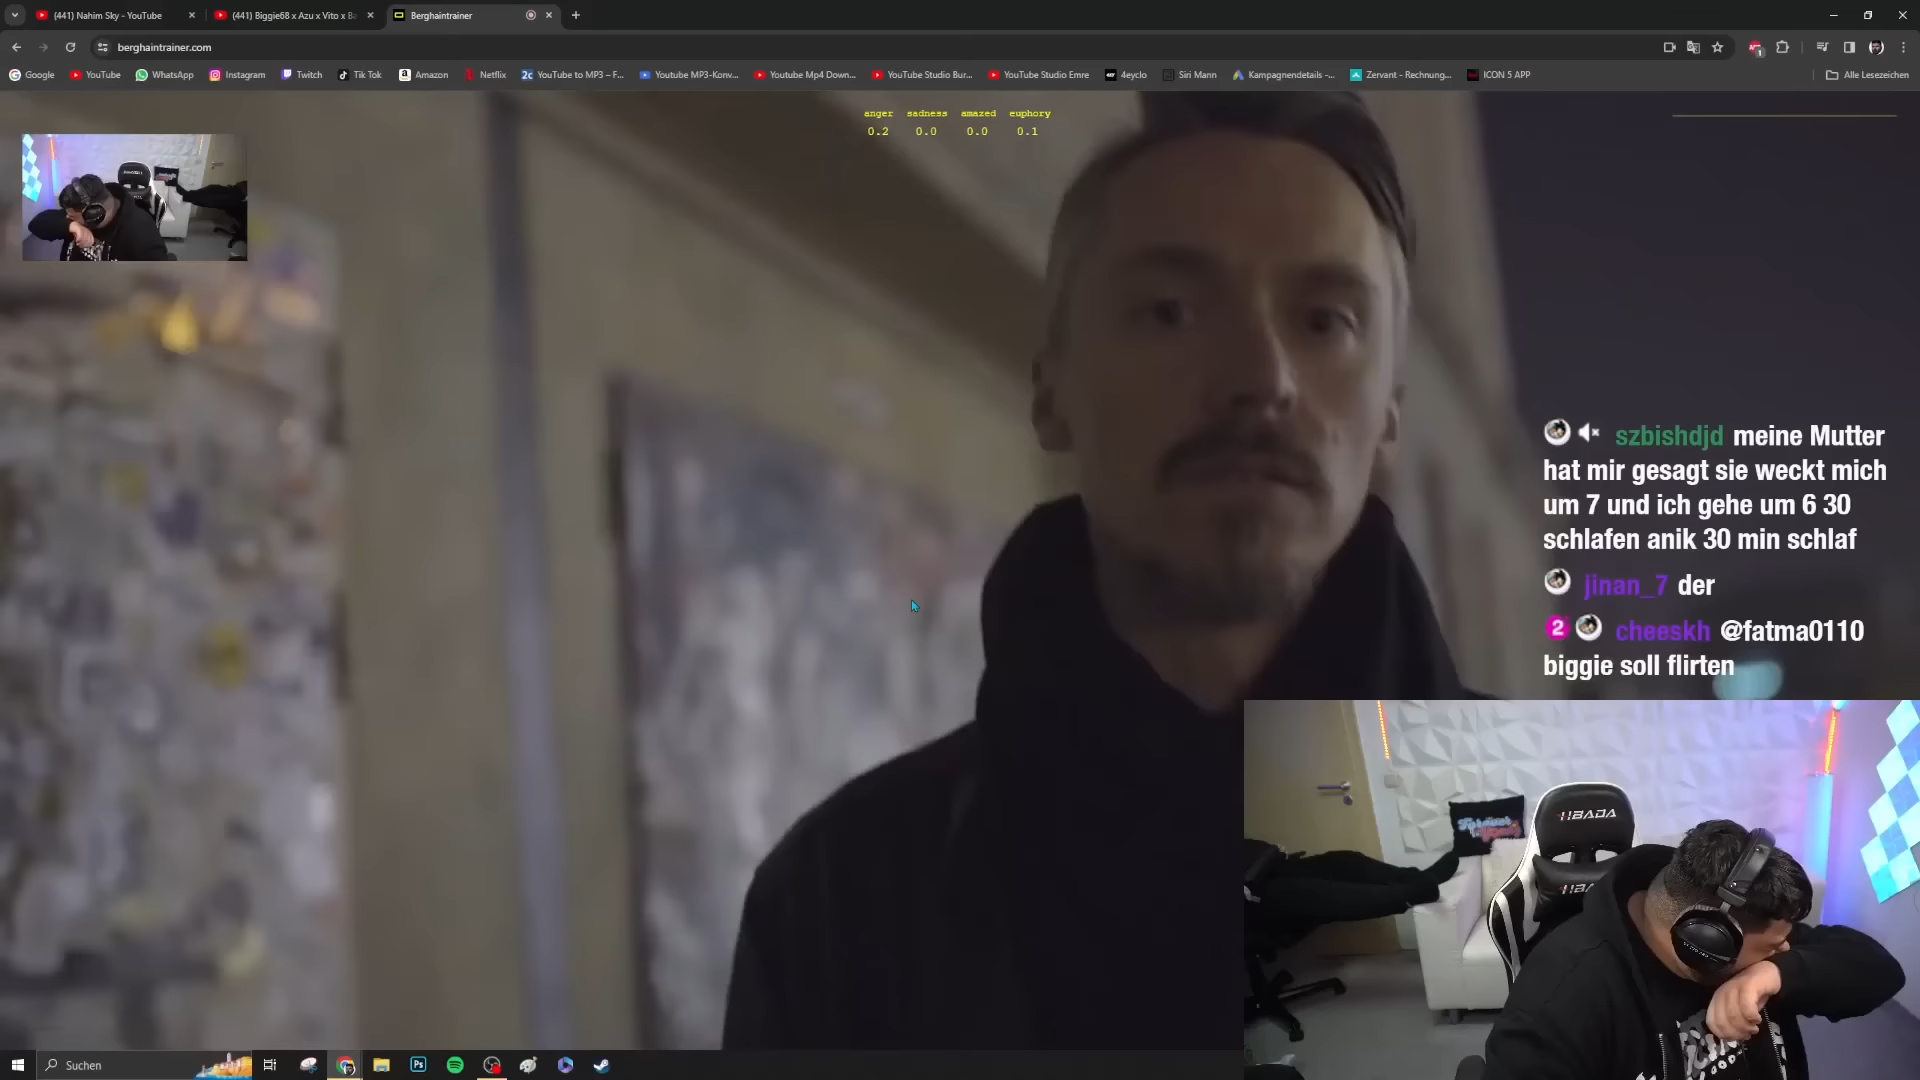 (441) Nahim Sky - YouTube
(441) Biggie68 x Azu x Vito x Ba
Berghaintrainer
berghaintrainer.com
Google
YouTube
WhatsApp
Instagram
Twitch
Tik Tok
Amazon
Netflix
YouTube to MP3 – F...
Youtube MP3-Konv...
Youtube Mp4 Down...
YouTube Studio Bur...
YouTube Studio Emre
4eyclo
Siri Mann
Kampagnendetails -...
Zervant - Rechnung...
ICON 5 APP
Alle Lesezeichen
anger sadness amazed euphory
0.2 0.0 0.0 0.1
szbishdjd meine Mutter
hat mir gesagt sie weckt mich
um 7 und ich gehe um 6 30
schlafen anik 30 min schlaf
jinan_7 der
2 cheeskh @fatma0110
biggie soll flirten
HBADA
Suchen
Ps